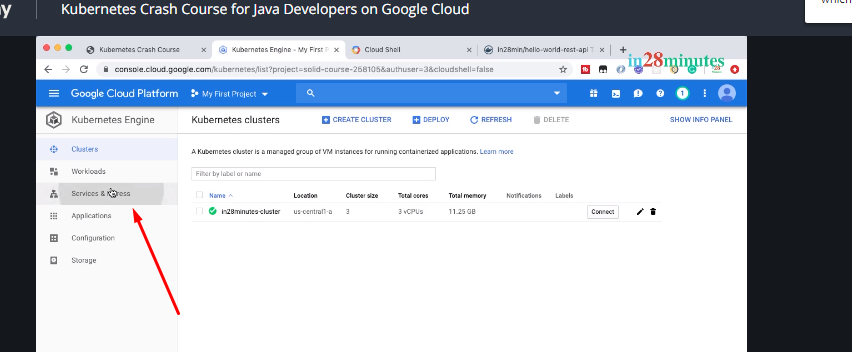 which
Kubernetes Crash Course for Java Developers on Google Cloud
Kubernetes Crash Course
Kubernetes Engine - My First P
Cloud Shell
in28min/hello-world-rest-api
console.cloud.google.com/kubernetes/list?project=solid-course-258105&authuser=3&cloudshell=false
in28minutes
Google Cloud Platform
My First Project
1
Kubernetes Engine
Kubernetes clusters
CREATE CLUSTER
DEPLOY
REFRESH
DELETE
SHOW INFO PANEL
Clusters
Workloads
Services &
Applications
Configuration
Storage
A Kubernetes cluster is a managed group of VM instances for running containerized applications. Learn more
Filter by label or name
Name Location Cluster size Total cores Total memory Notifications Labels
in28minutes-cluster us-central1-a 3 3 vCPUs 11.25 GB Connect